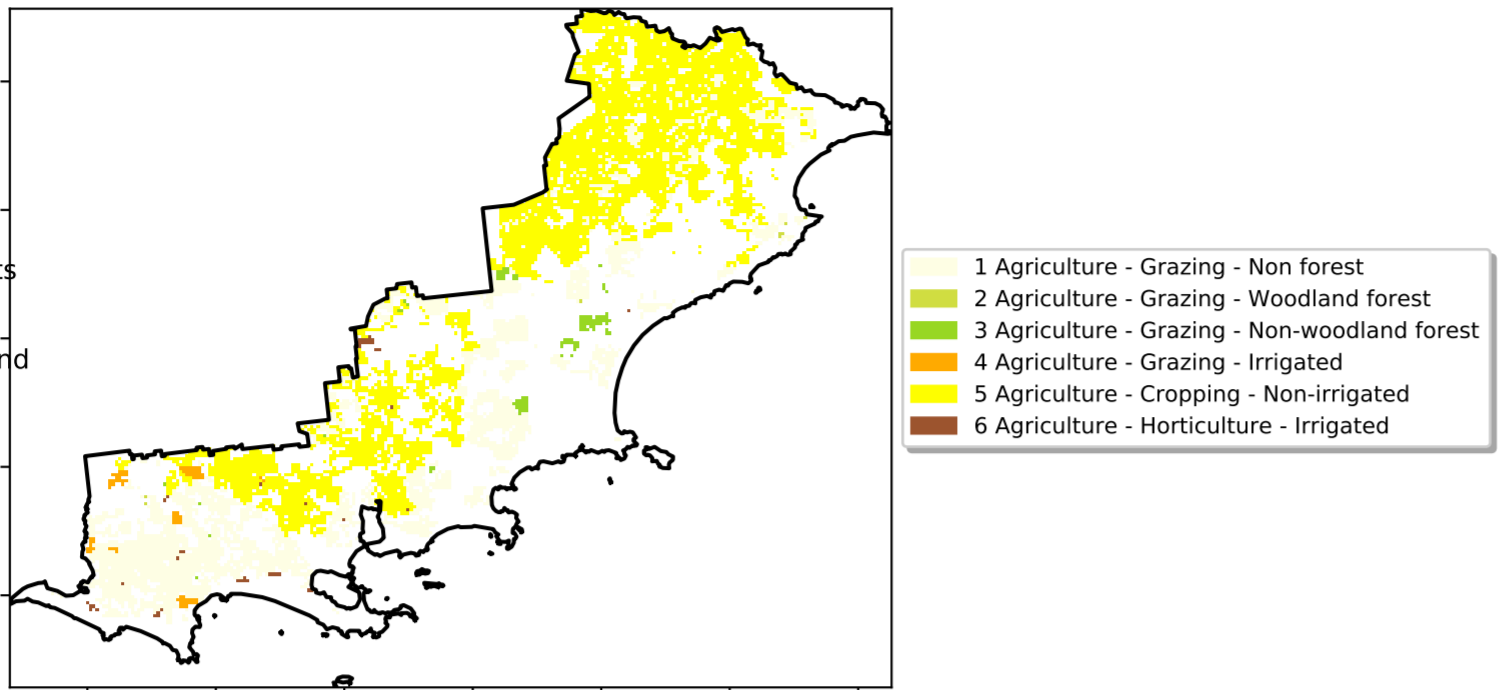 1 Agriculture - Grazing - Non forest
2 Agriculture - Grazing - Woodland forest
3 Agriculture - Grazing - Non-woodland forest
4 Agriculture - Grazing - Irrigated
5 Agriculture - Cropping - Non-irrigated
6 Agriculture - Horticulture - Irrigated